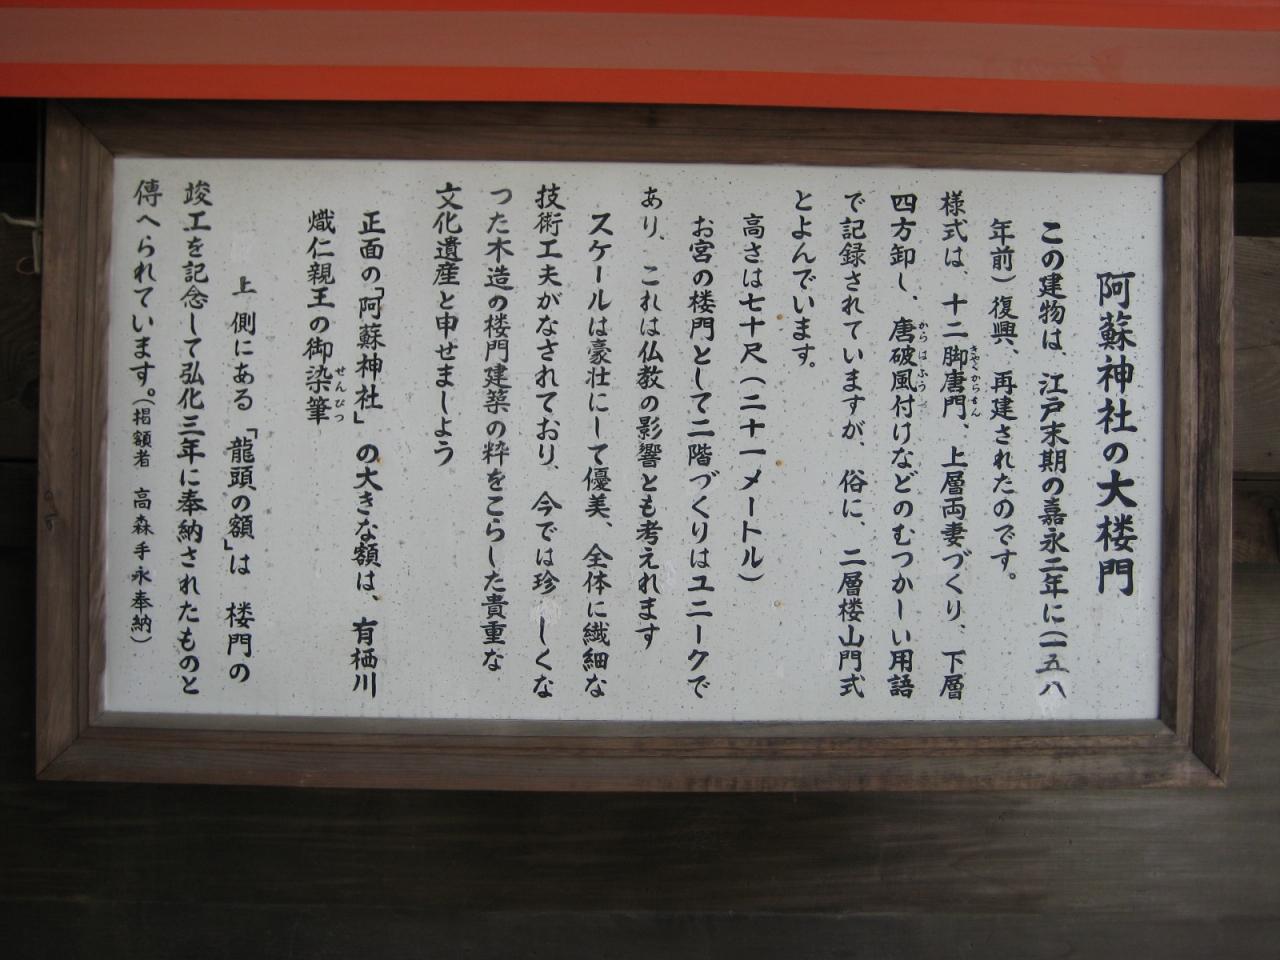 阿蘇神社の大楼門
この建物は、江戸末期の嘉永二年に(一五八
年前)復興、再建されたのです。
様式は、十二脚唐門、上層両妻づくり、下層
四方卸し、唐破風付けなどのむつかしい用語
で記録されていますが、俗に、二層楼山門式
とよんでいます。
高さは七十尺(二十一メートル)
お宮の楼門として二階づくりはユニークで
あり、これは仏教の影響とも考えれます
スケールは豪壮にして優美、全体に繊細な
技術工夫がなされており、今では珍しくな
つた木造の楼門建築の粋をこらした貴重な
文化遺産と申せましよう
正面の「阿蘇神社」の大きな額は、有栖川
熾仁親王の御染筆
せんぴつ
上側にある「龍頭の額」は 楼門の
竣工を記念して弘化三年に奉納されたものと
傳へられています。(掲額者 高森手永奉納)